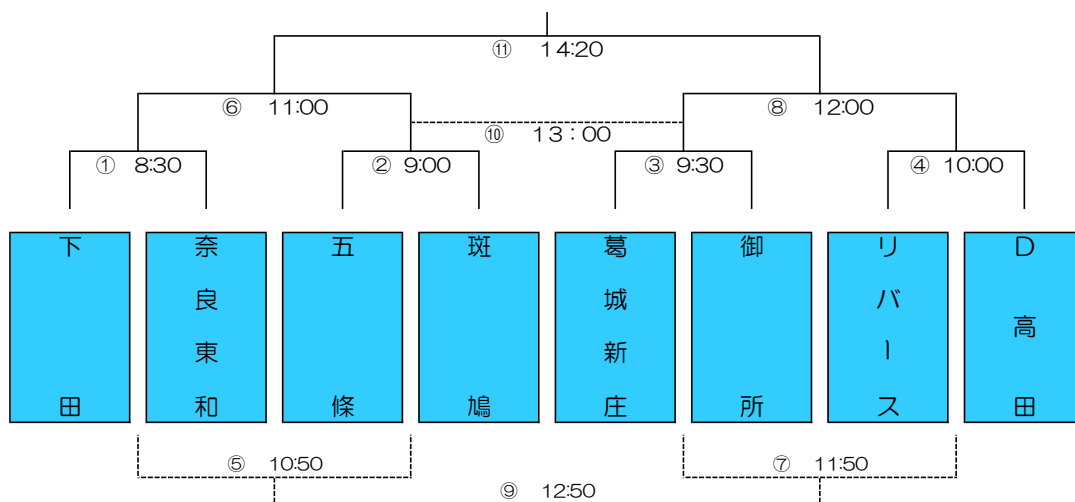 ⑪ 14:20
⑥ 11:00
⑧ 12:00
⑩ 13:00
① 8:30
② 9:00
③ 9:30
④ 10:00
下田
奈良東和
五條
斑鳩
葛城新庄
御所
リバース
D高田
⑤ 10:50
⑦ 11:50
⑨ 12:50